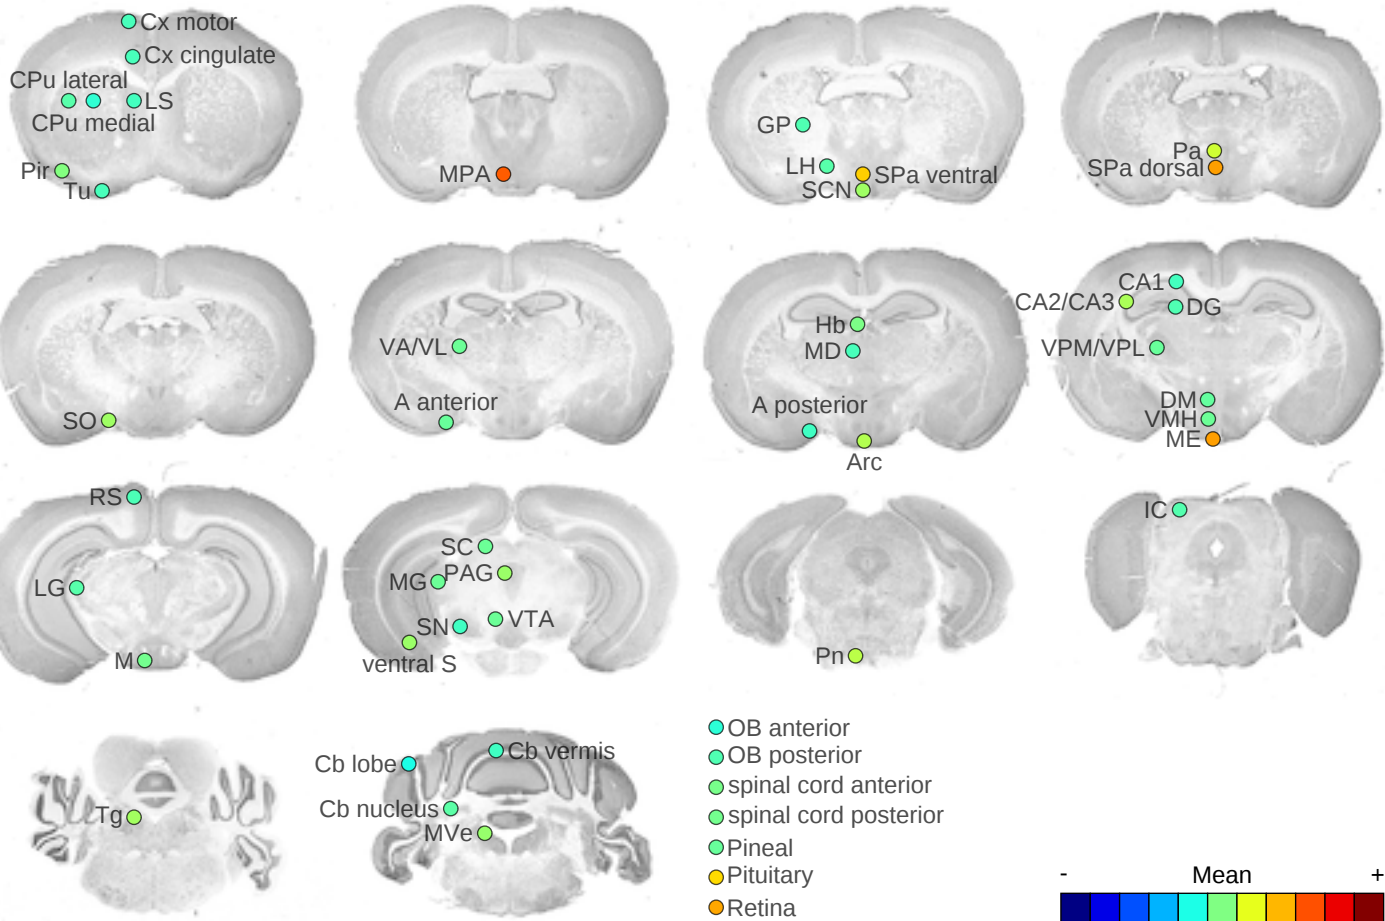 Cx motor
Cx cingulate
CPu lateral
LS
CPu medial
Pir
Tu
MPA
GP
LH
SPa ventral
SCN
Pa
SPa dorsal
SO
VA/VL
A anterior
Hb
MD
A posterior
Arc
CA1
CA2/CA3
DG
VPM/VPL
DM
VMH
ME
RS
LG
M
SC
PAG
MG
VTA
SN
ventral S
Pn
IC
Tg
Cb vermis
Cb lobe
Cb nucleus
MVe
OB anterior
OB posterior
spinal cord anterior
spinal cord posterior
Pineal
Pituitary
Retina
- Mean +